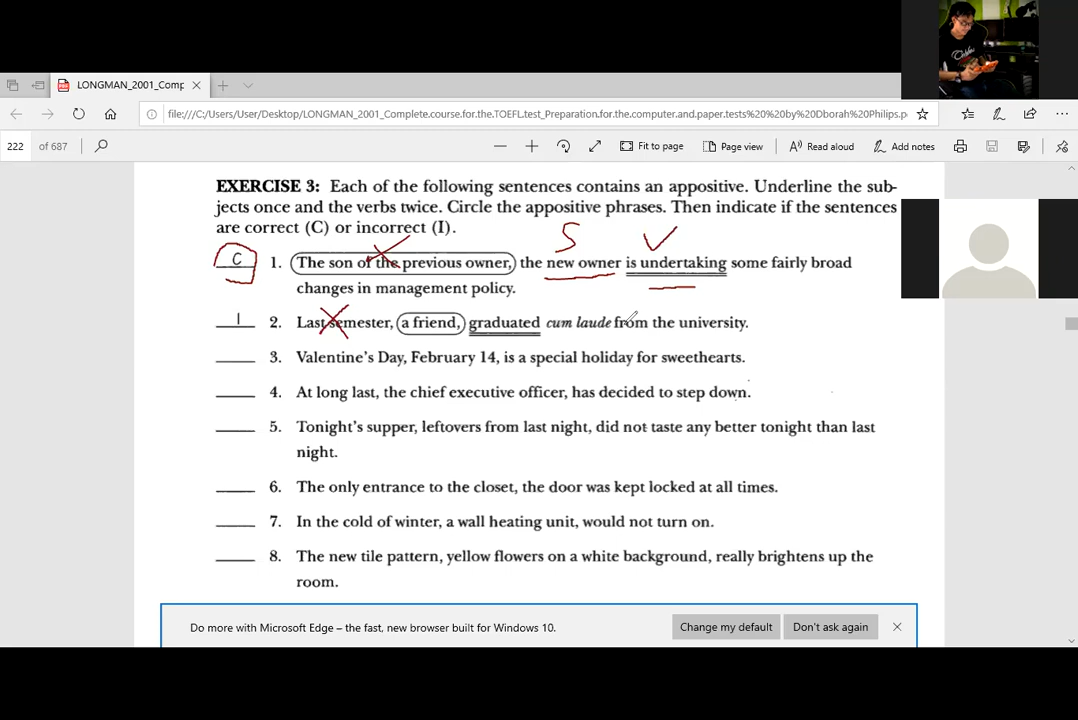 LONGMAN_2001_Comp
file:///C:/Users/User/Desktop/LONGMAN_2001_Complete.course.for.the.TOEFL.test_Preparation.for.the.computer.and.paper.tests%20%20by%20Dborah%20Philips.p
222 of 687 Fit to page Page view Read aloud Add notes
EXERCISE 3: Each of the following sentences contains an appositive. Underline the sub-
jects once and the verbs twice. Circle the appositive phrases. Then indicate if the sentences
are correct (C) or incorrect (I).
S
C 1. The son of the previous owner, the new owner is undertaking some fairly broad
changes in management policy.
I 2. Last semester, a friend, graduated cum laude from the university.
____ 3. Valentine's Day, February 14, is a special holiday for sweethearts.
____ 4. At long last, the chief executive officer, has decided to step down.
____ 5. Tonight's supper, leftovers from last night, did not taste any better tonight than last
night.
____ 6. The only entrance to the closet, the door was kept locked at all times.
____ 7. In the cold of winter, a wall heating unit, would not turn on.
____ 8. The new tile pattern, yellow flowers on a white background, really brightens up the
room.
Do more with Microsoft Edge – the fast, new browser built for Windows 10. Change my default Don't ask again